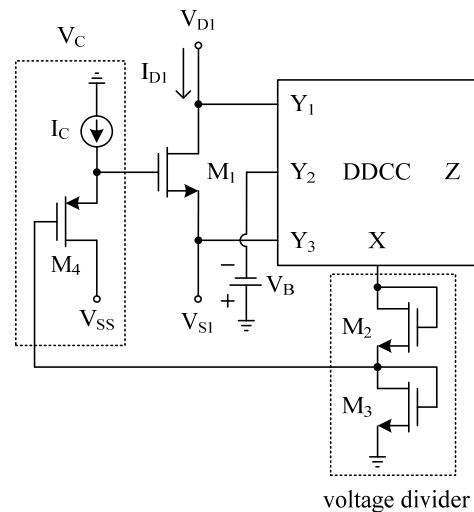 V_D1
V_C
I_D1
I_C
M_1
Y_1
Y_2
DDCC
Z
Y_3
X
M_4
−
+
V_B
V_SS
V_S1
M_2
M_3
voltage divider